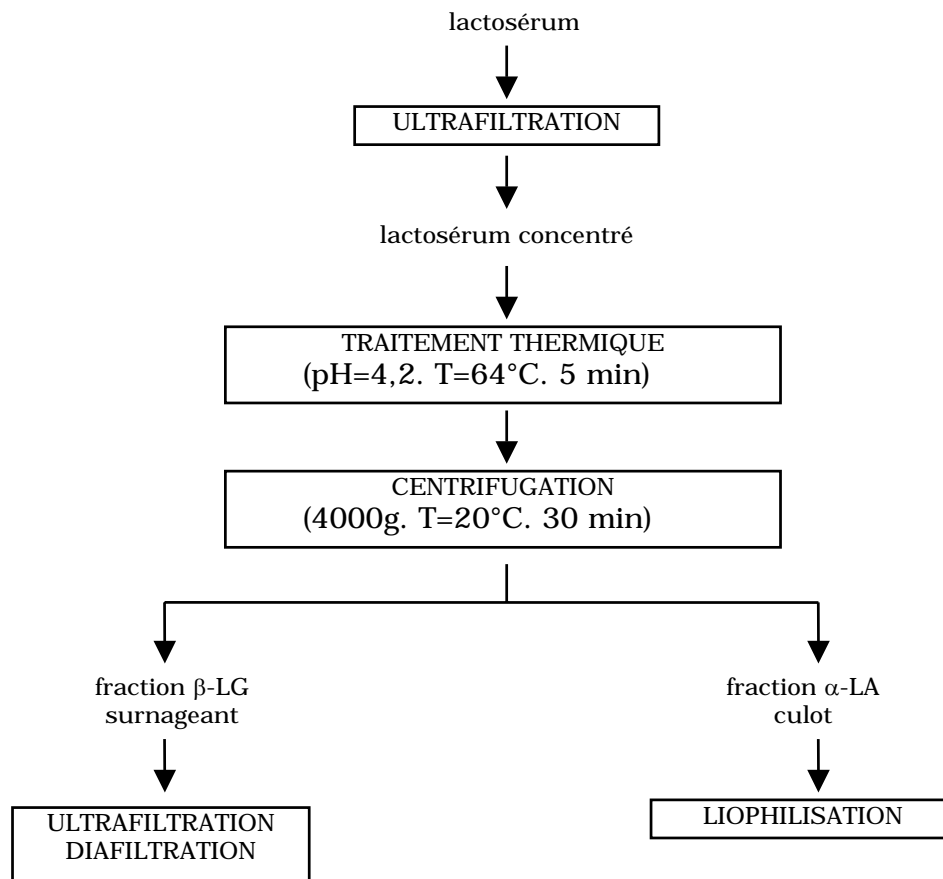 lactosérum
ULTRAFILTRATION
lactosérum concentré
TRAITEMENT THERMIQUE
(pH=4,2. T=64°C. 5 min)
CENTRIFUGATION
(4000g. T=20°C. 30 min)
fraction β-LG
surnageant
fraction α-LA
culot
ULTRAFILTRATION
DIAFILTRATION
LIOPHILISATION